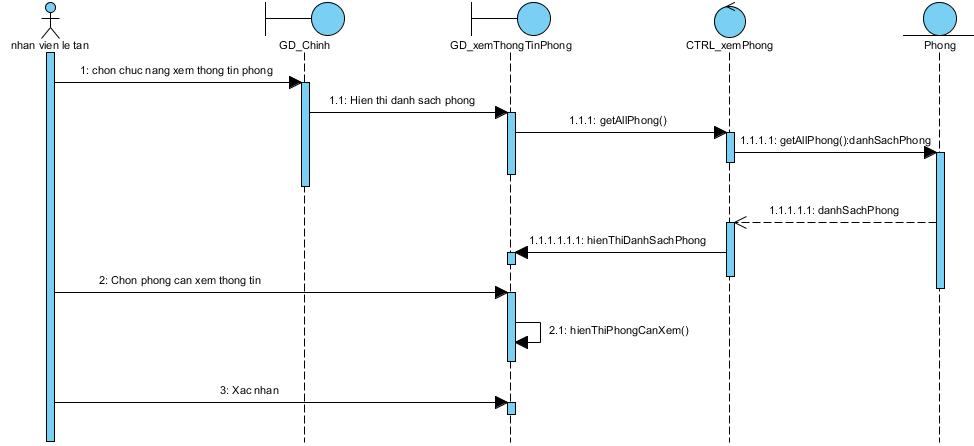 nhan vien le tan
GD_Chinh
GD_xemThongTinPhong
CTRL_xemPhong
Phong
1: chon chuc nang xem thong tin phong
1.1: Hien thi danh sach phong
1.1.1: getAllPhong()
1.1.1.1: getAllPhong():danhSachPhong
1.1.1.1.1: danhSachPhong
1.1.1.1.1.1: hienThiDanhSachPhong
2: Chon phong can xem thong tin
2.1: hienThiPhongCanXem()
3: Xac nhan